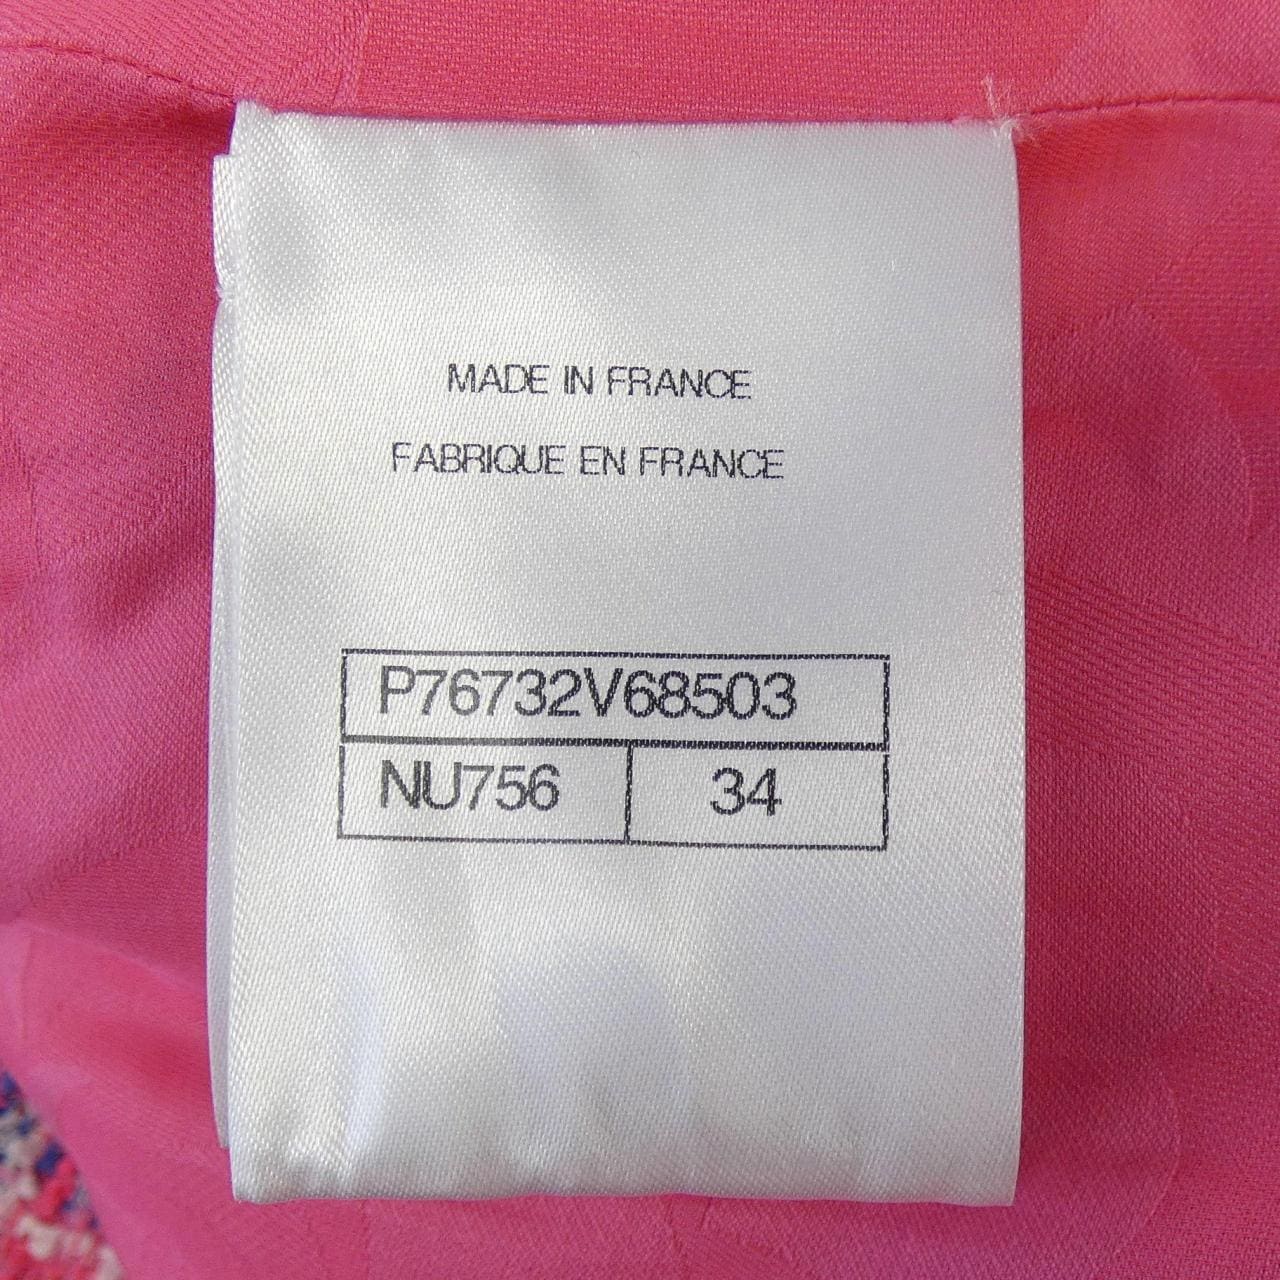 MADE IN FRANCE
FABRIQUE EN FRANCE
P76732V68503
NU756 34